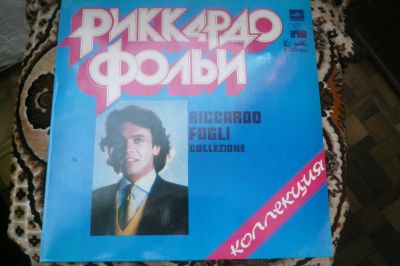 РИККАРДО
ФОЛЬИ
RICCARDO
FOGLI
COLLEZIONE
КОЛЛЕКЦИЯ